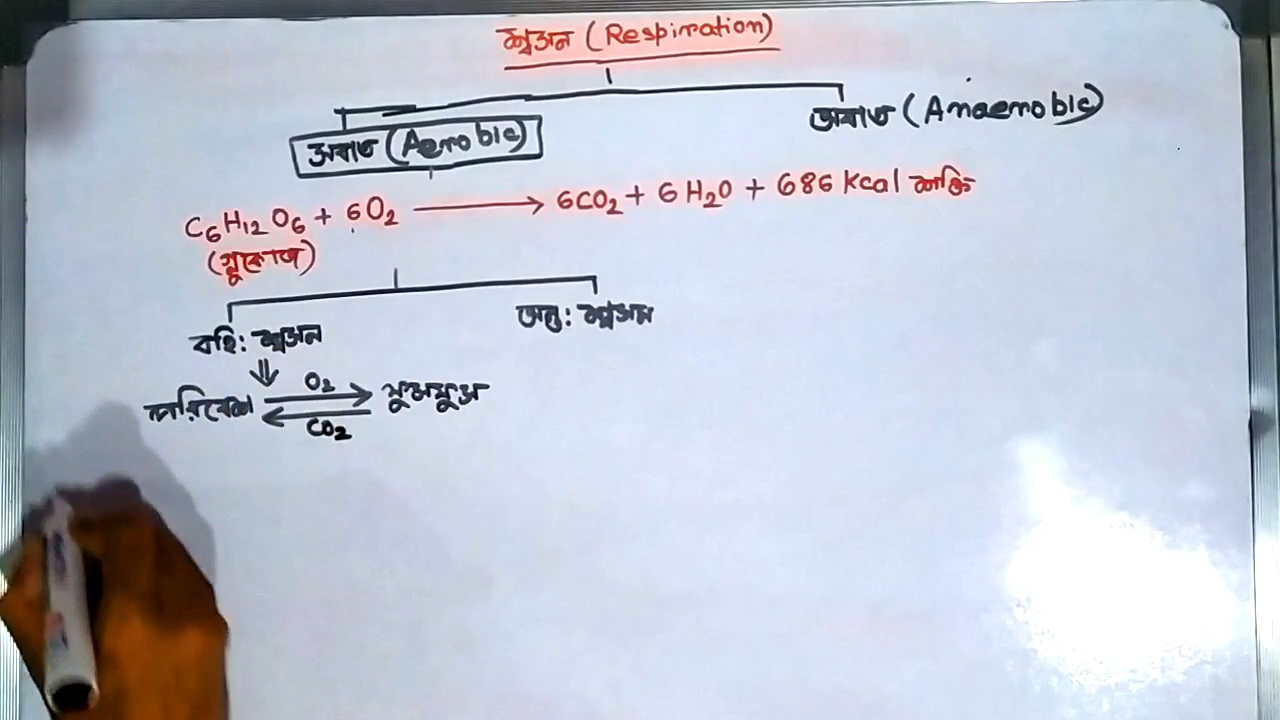 শ্বসন (Respiration)
অবাত (Anaerobic)
সবাত (Aerobic)
C6H12O6 + 6O2 ⟶ 6CO2 + 6H2O + 686 Kcal শক্তি
(গ্লুকোজ)
বহি: শ্বসন
অন্ত: শ্বসন
⇓
পরিবেশ O2 → ফুসফুস
← CO2